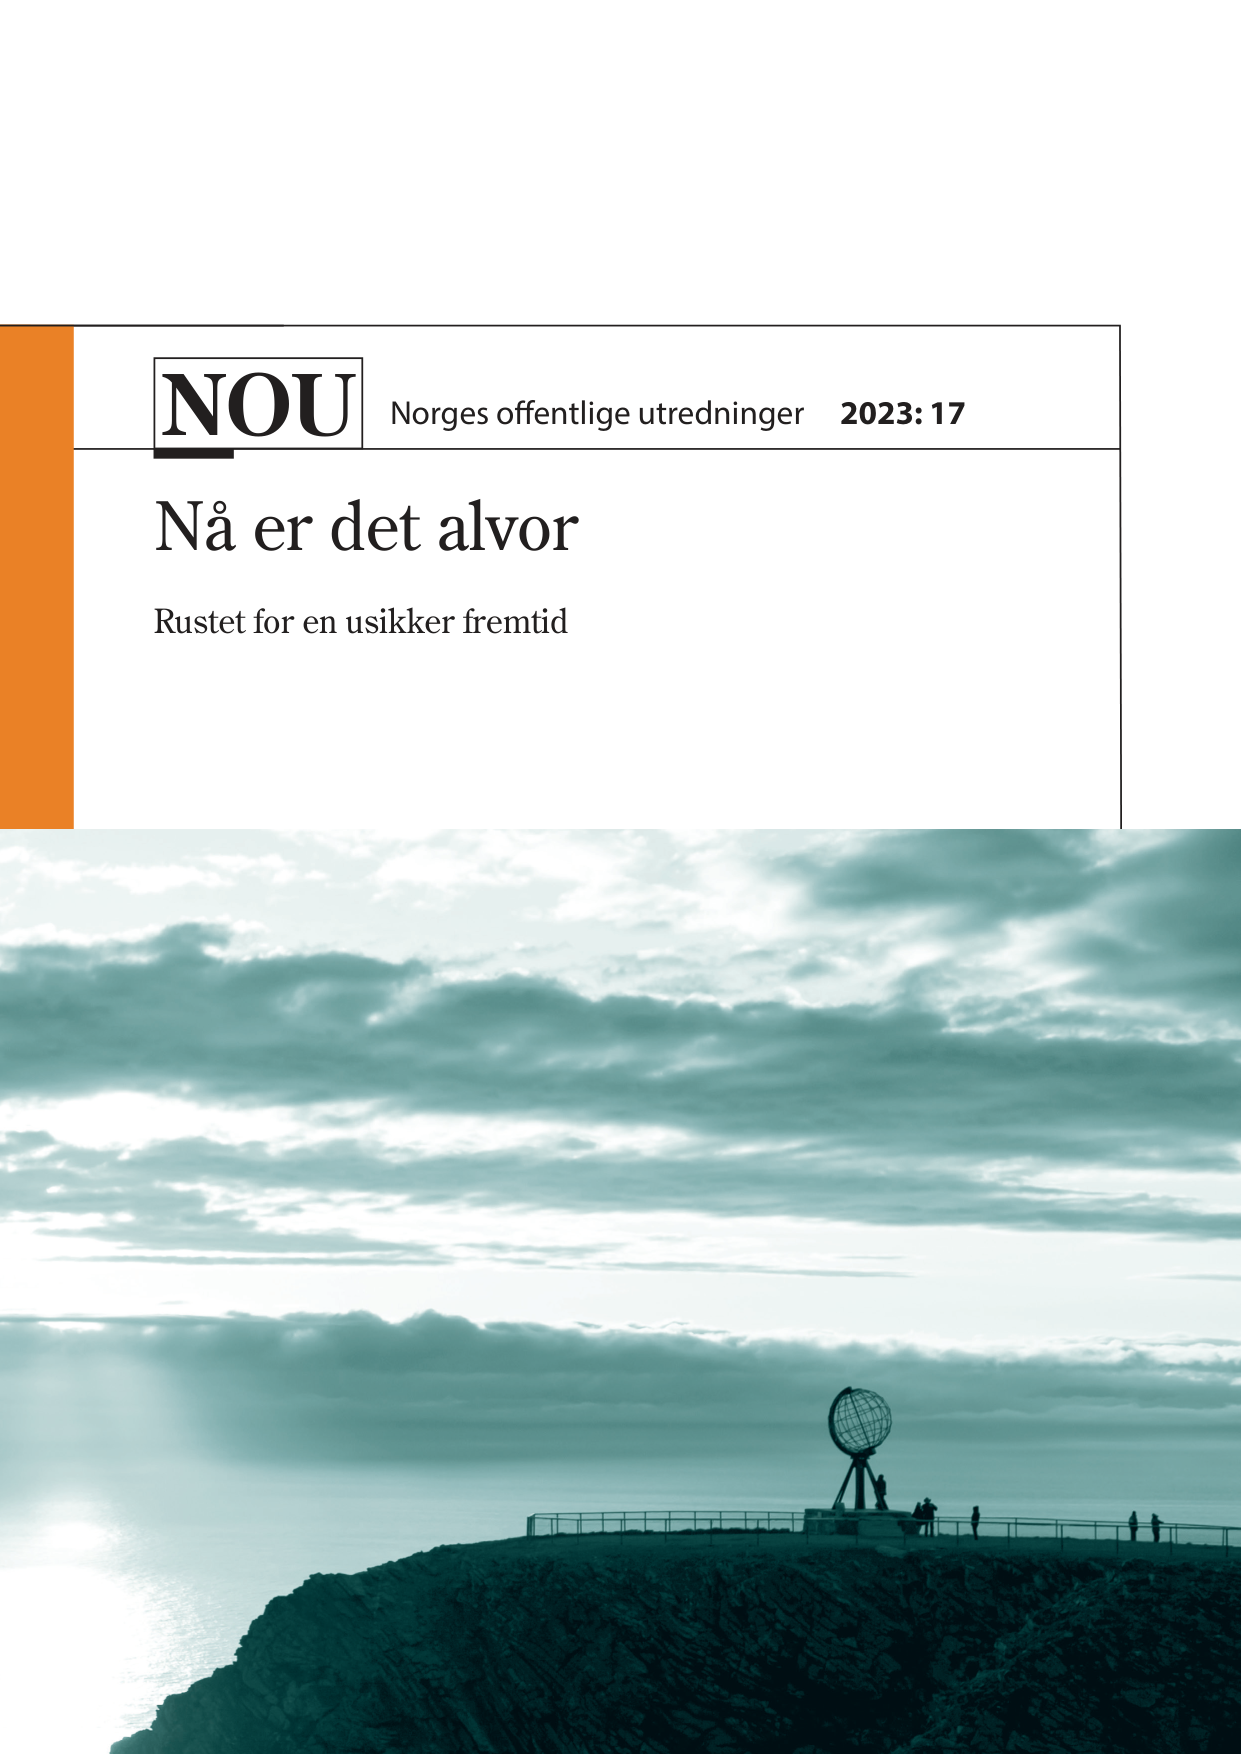 NOU
Norges offentlige utredninger 2023: 17
Nå er det alvor
Rustet for en usikker fremtid